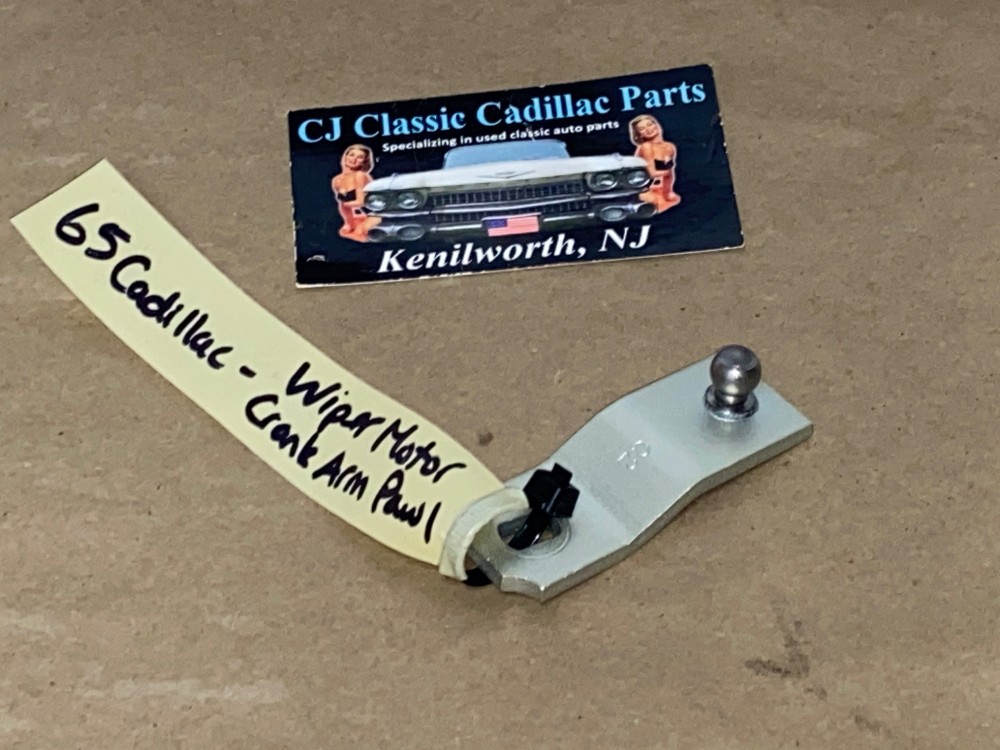 CJ Classic Cadillac Parts
Specializing in used classic auto parts
Kenilworth, NJ
65 Cadillac - Wiper Motor
Crank Arm Pawl